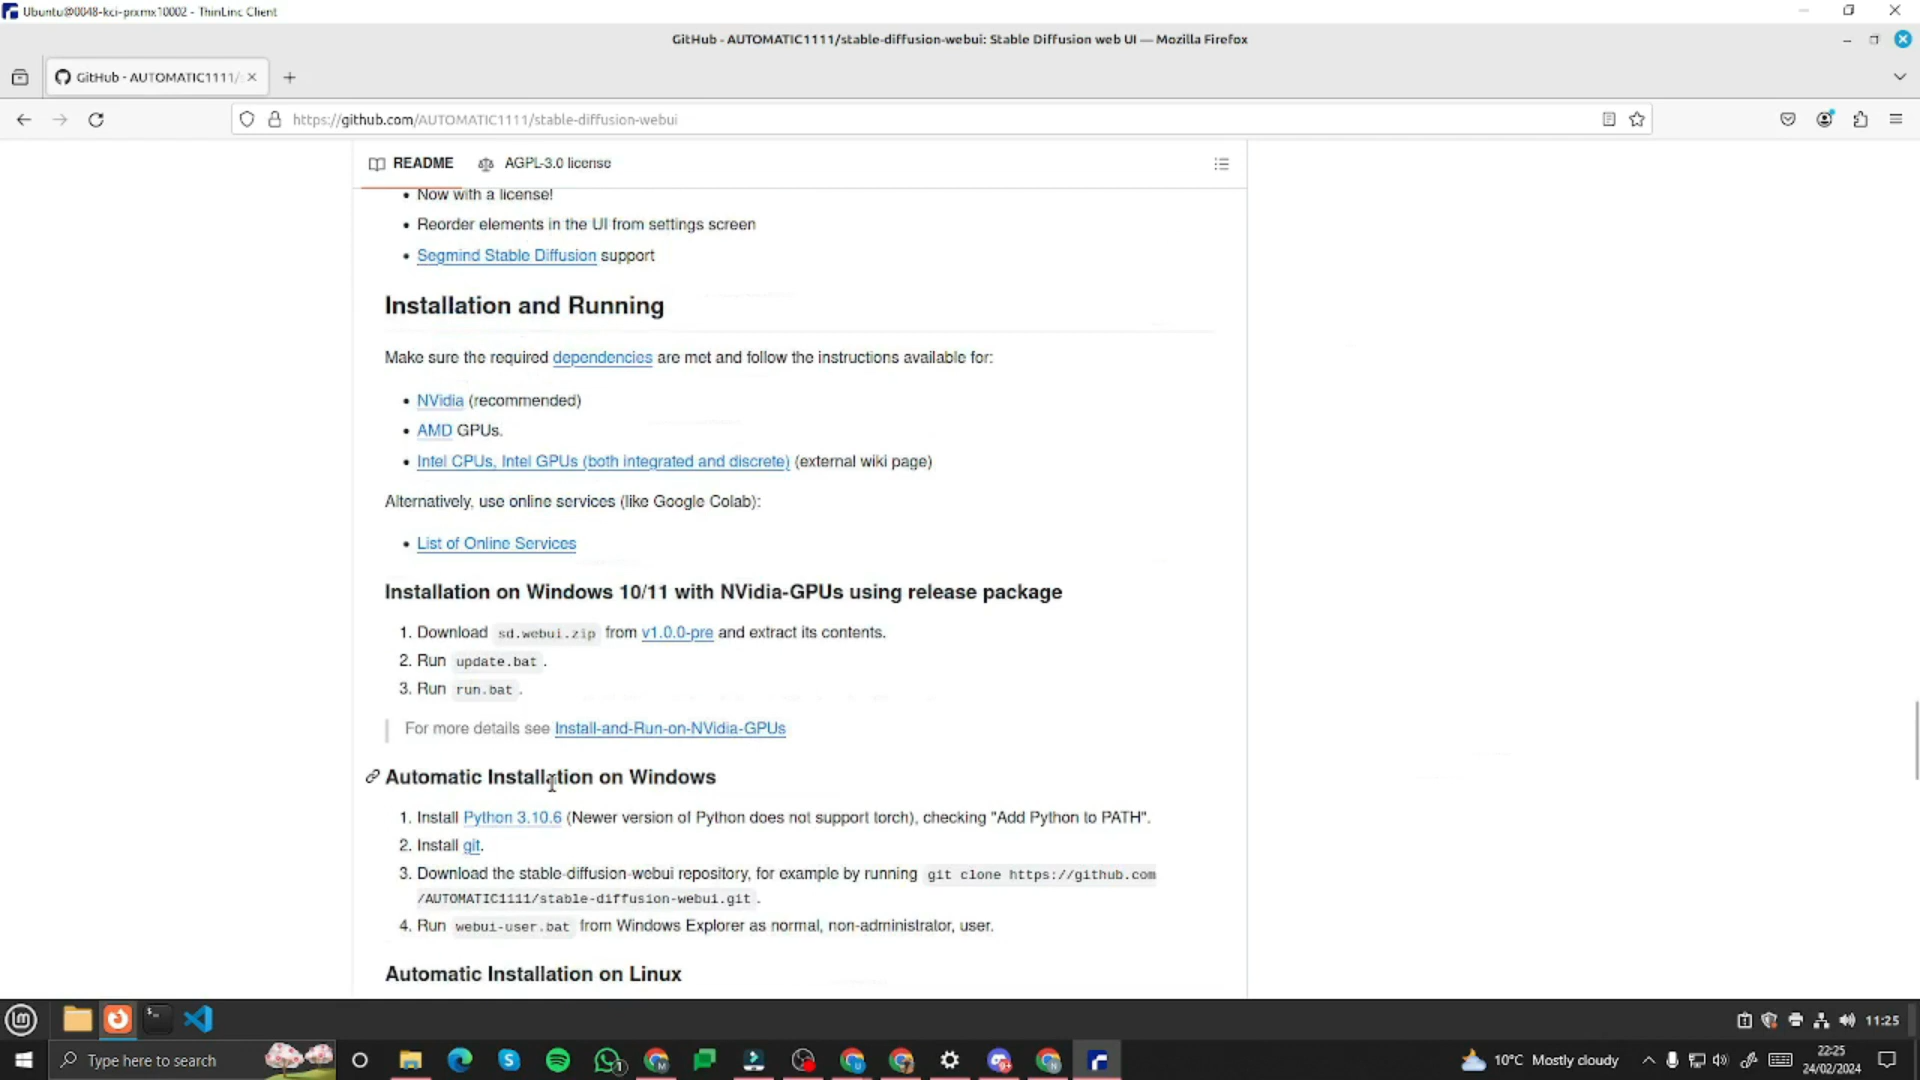 Ubuntu@0048-kci-prxmx10002 - ThinLinc Client
GitHub - AUTOMATIC1111/stable-diffusion-webui: Stable Diffusion web UI — Mozilla Firefox
GitHub - AUTOMATIC1111/
https://github.com/AUTOMATIC1111/stable-diffusion-webui
README
AGPL-3.0 license
• Now with a license!
• Reorder elements in the UI from settings screen
• Segmind Stable Diffusion support
Installation and Running
Make sure the required dependencies are met and follow the instructions available for:
• NVidia (recommended)
• AMD GPUs.
• Intel CPUs, Intel GPUs (both integrated and discrete) (external wiki page)
Alternatively, use online services (like Google Colab):
• List of Online Services
Installation on Windows 10/11 with NVidia-GPUs using release package
1. Download sd.webui.zip from v1.0.0-pre and extract its contents.
2. Run update.bat .
3. Run run.bat .
For more details see Install-and-Run-on-NVidia-GPUs
Automatic Installation on Windows
1. Install Python 3.10.6 (Newer version of Python does not support torch), checking "Add Python to PATH".
2. Install git.
3. Download the stable-diffusion-webui repository, for example by running git clone https://github.com
/AUTOMATIC1111/stable-diffusion-webui.git .
4. Run webui-user.bat from Windows Explorer as normal, non-administrator, user.
Automatic Installation on Linux
11:25
Type here to search
10°C Mostly cloudy
22:25
24/02/2024